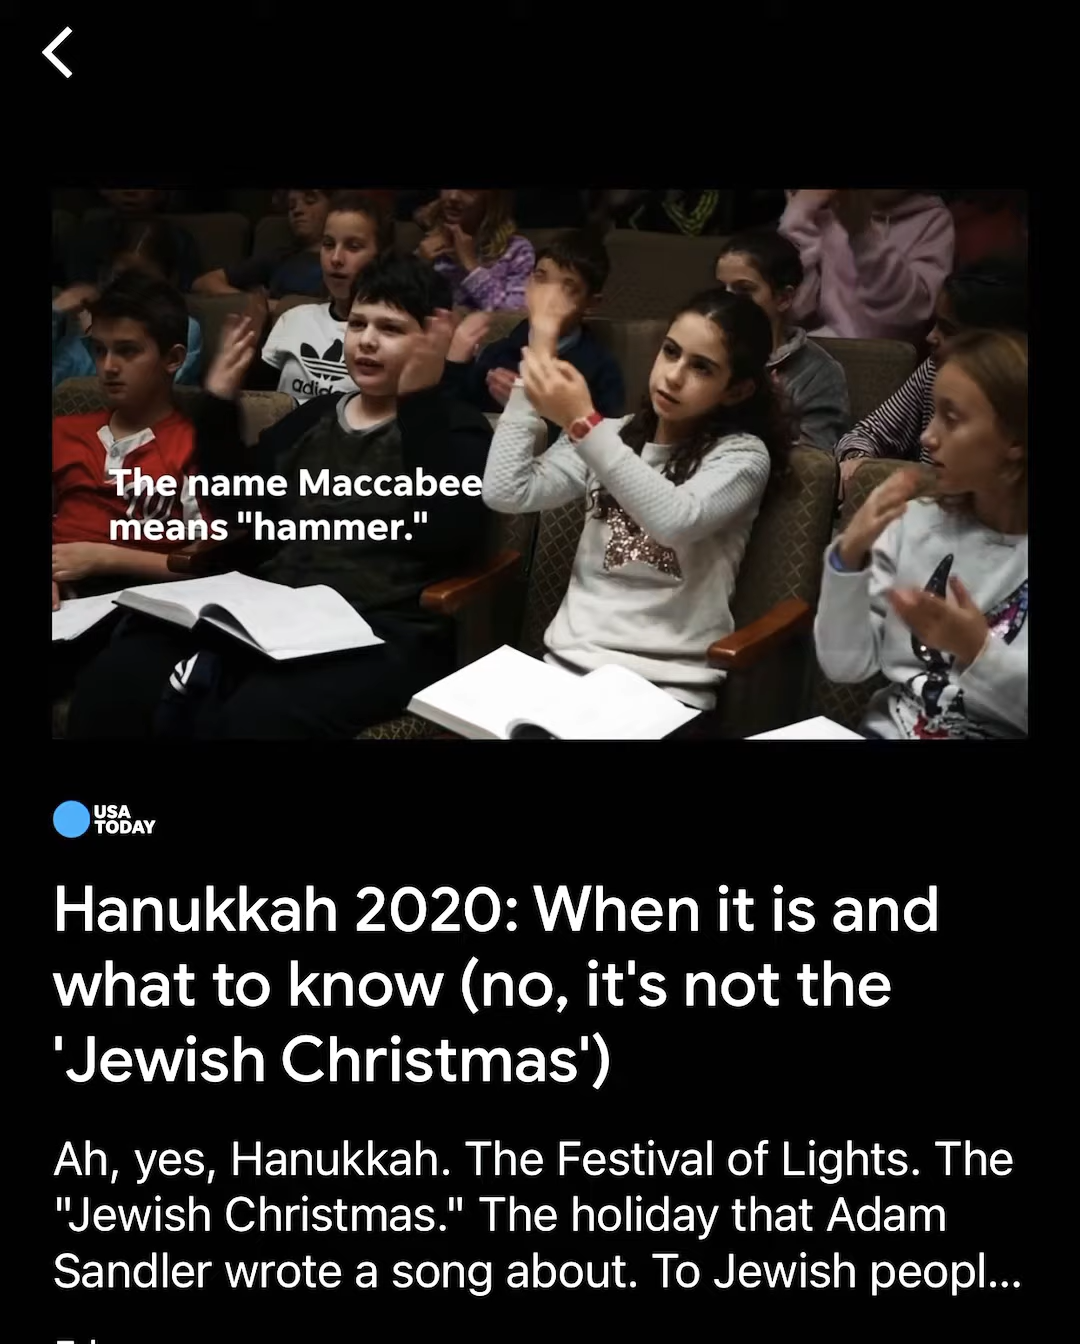 adid
The name Maccabee
means "hammer."
USA
TODAY
Hanukkah 2020: When it is and
what to know (no, it's not the
'Jewish Christmas')
Ah, yes, Hanukkah. The Festival of Lights. The
"Jewish Christmas." The holiday that Adam
Sandler wrote a song about. To Jewish peopl...